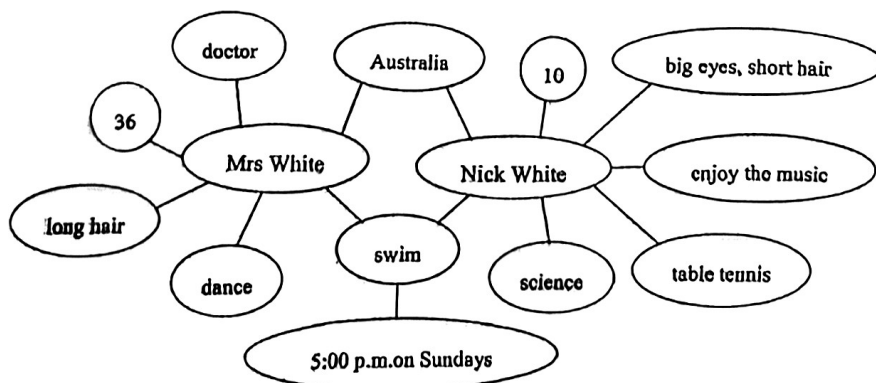 doctor
Australia
10
big eyes, short hair
36
Mrs White
Nick White
enjoy the music
long hair
swim
dance
science
table tennis
5:00 p.m.on Sundays